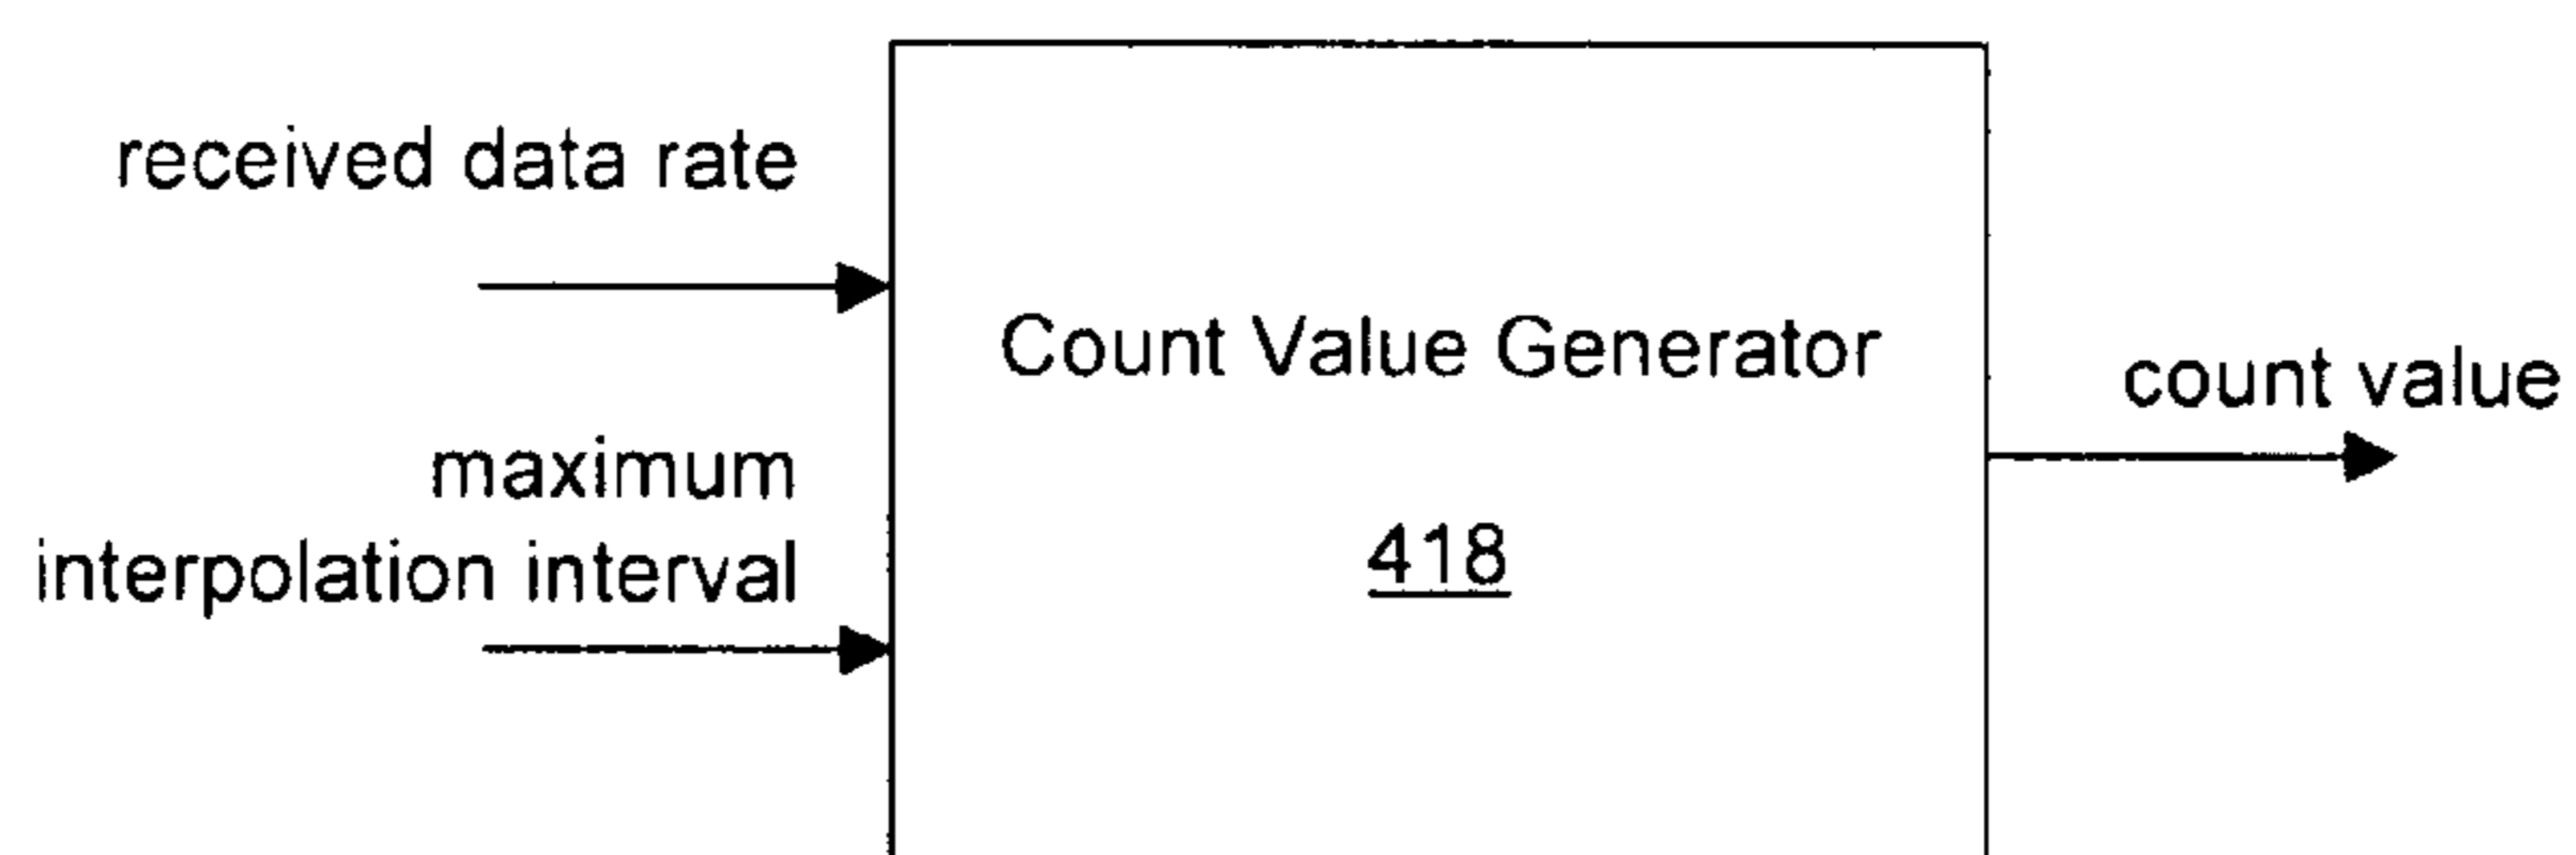 received data rate
maximum
interpolation interval
Count Value Generator
418
count value